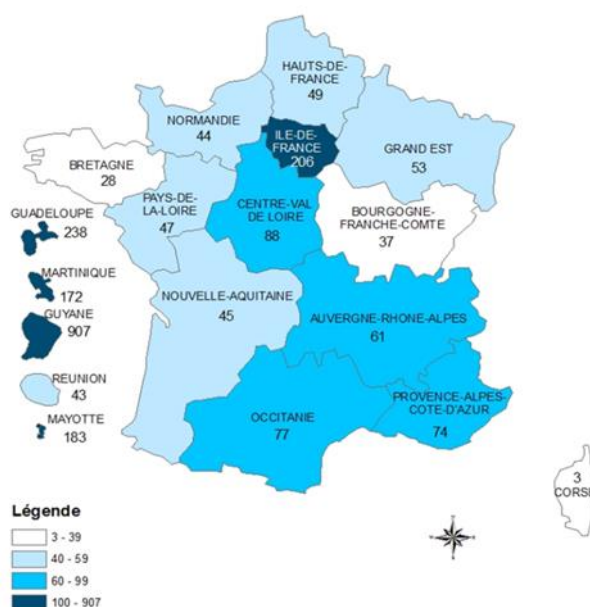 HAUTS-DE-
FRANCE
49
NORMANDIE
44
ILE-DE-
FRANCE
206
GRAND EST
53
BRETAGNE
28
PAYS-DE-
LA-LOIRE
47
CENTRE-VAL
DE LOIRE
88
BOURGOGNE-
FRANCHE-COMTE
37
GUADELOUPE
238
MARTINIQUE
172
GUYANE
907
NOUVELLE-AQUITAINE
45
AUVERGNE-RHONE-ALPES
61
REUNION
43
MAYOTTE
183
OCCITANIE
77
PROVENCE-ALPES-
COTE-D'AZUR
74
3
CORSE
Légende
3 - 39
40 - 59
60 - 99
100 - 907